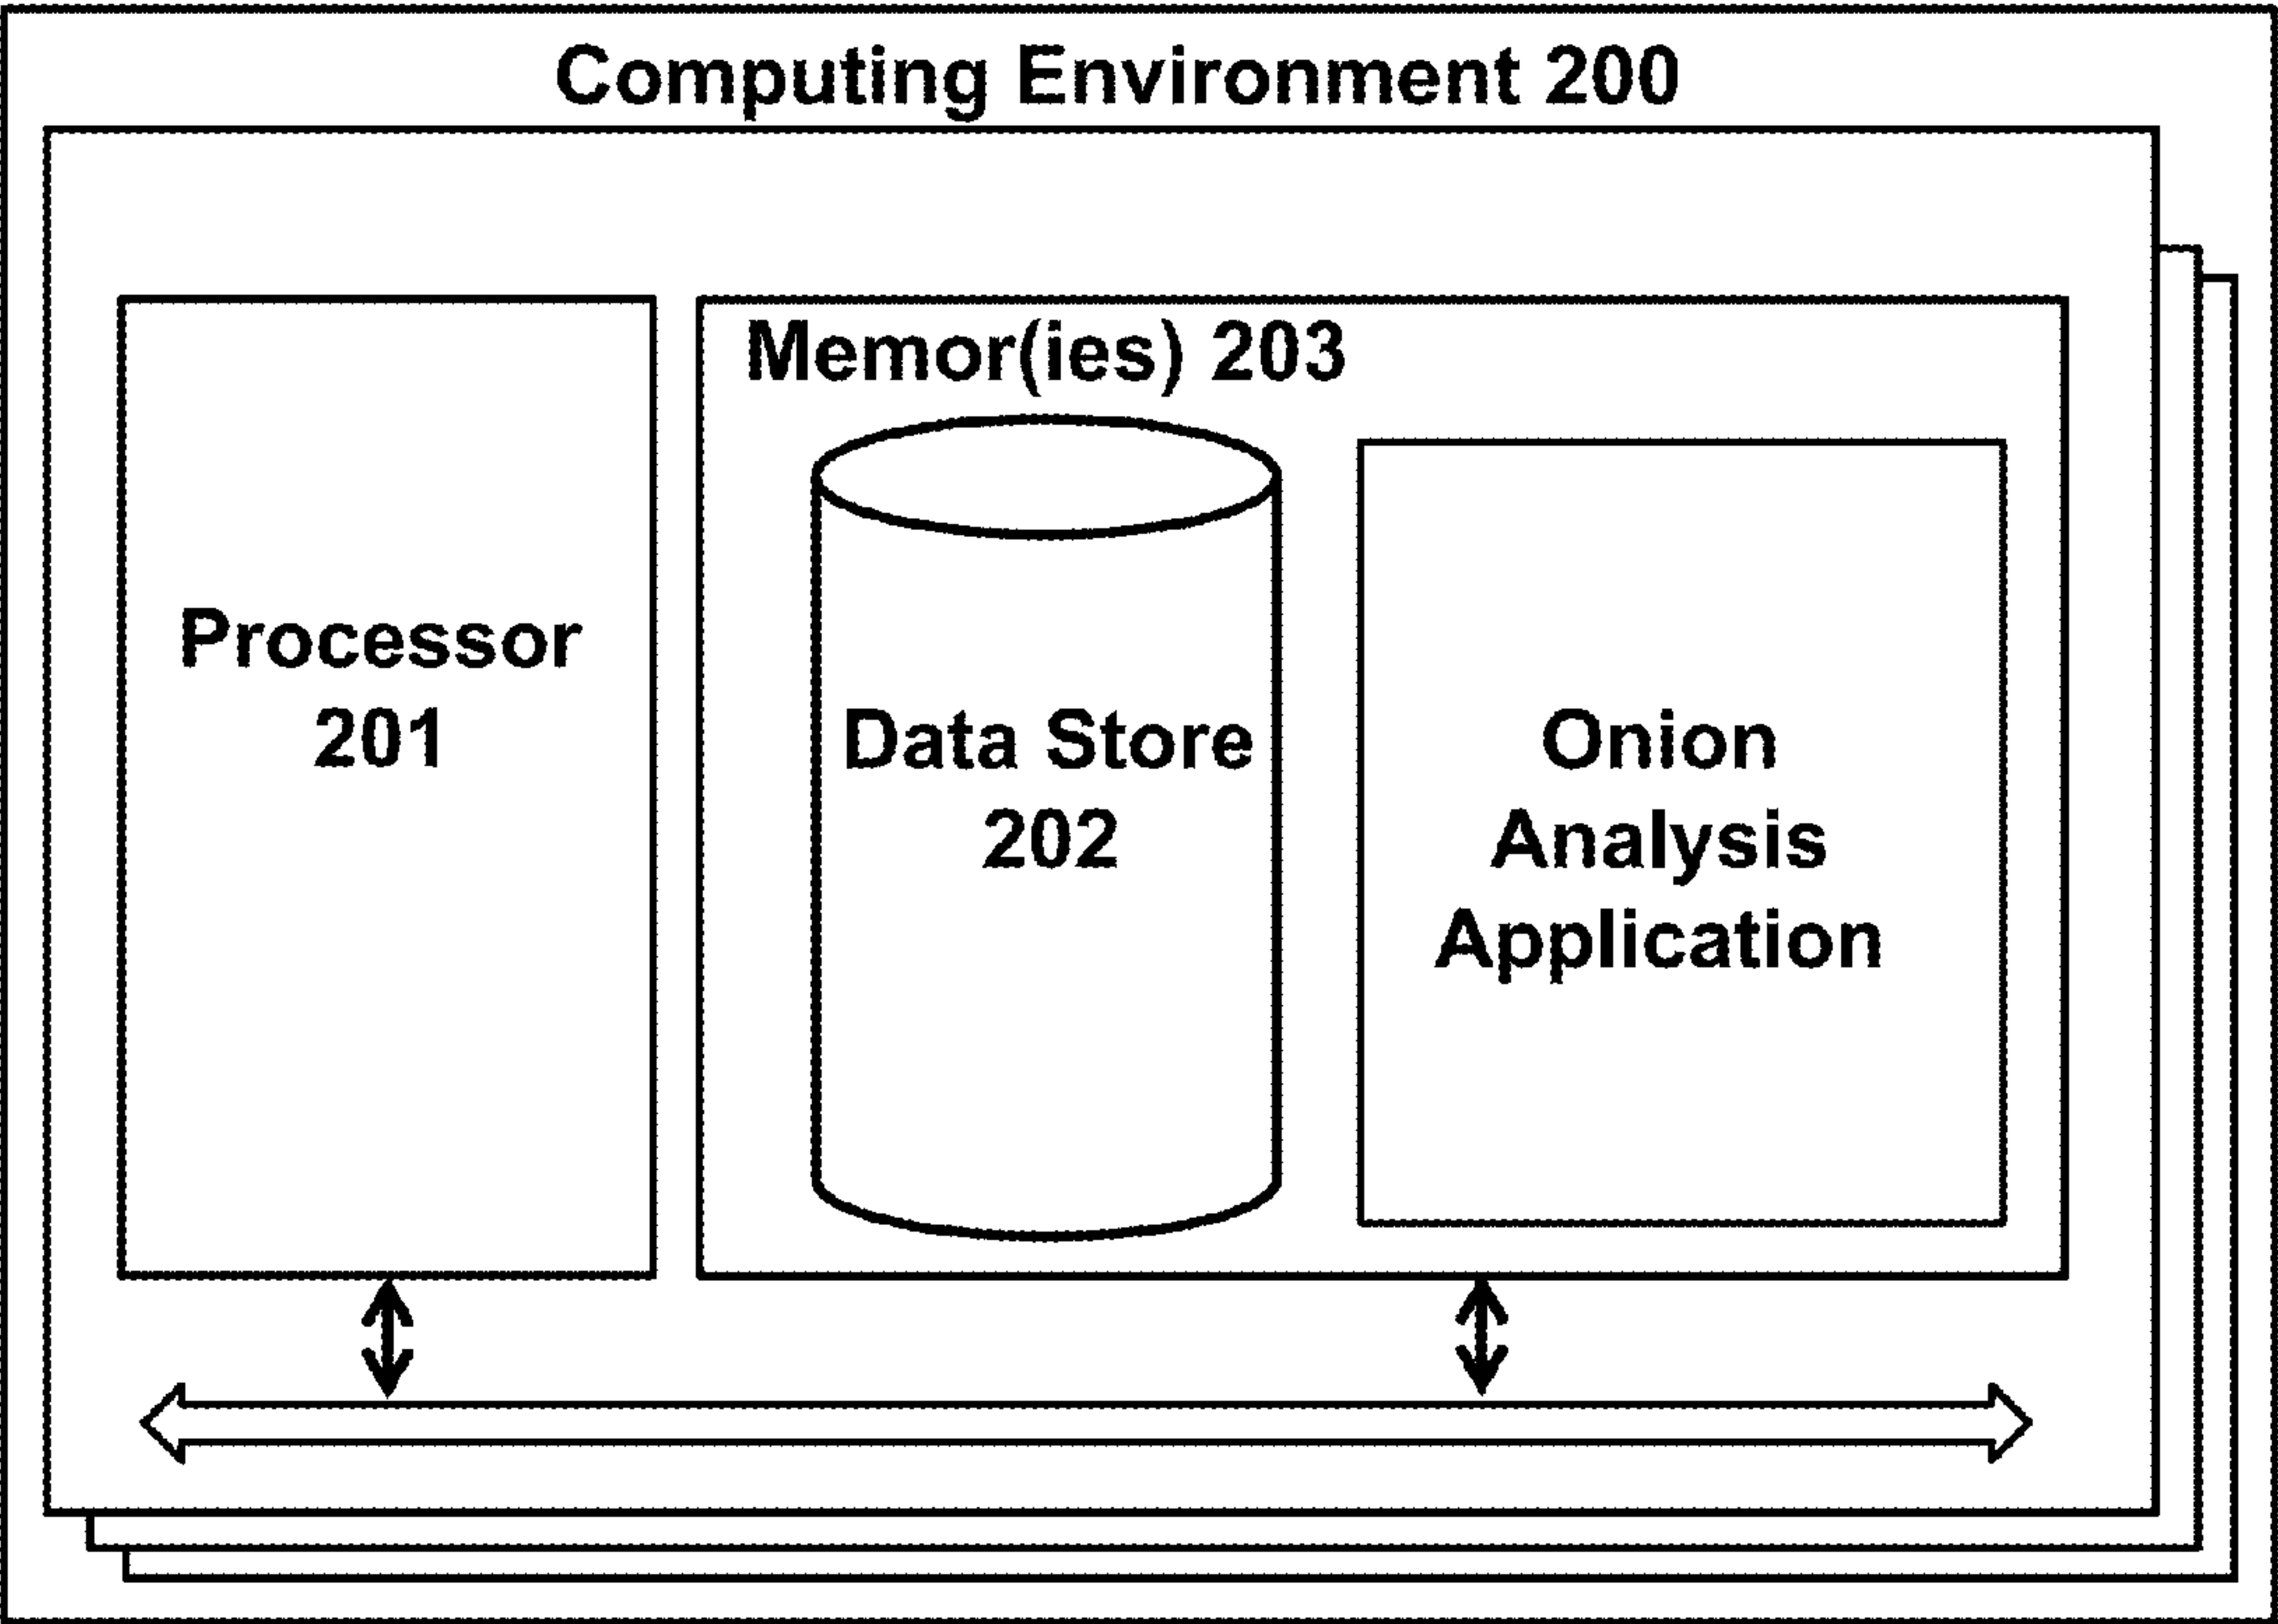 Computing Environment 200
Memor(ies) 203
Processor
201
Data Store
202
Onion
Analysis
Application